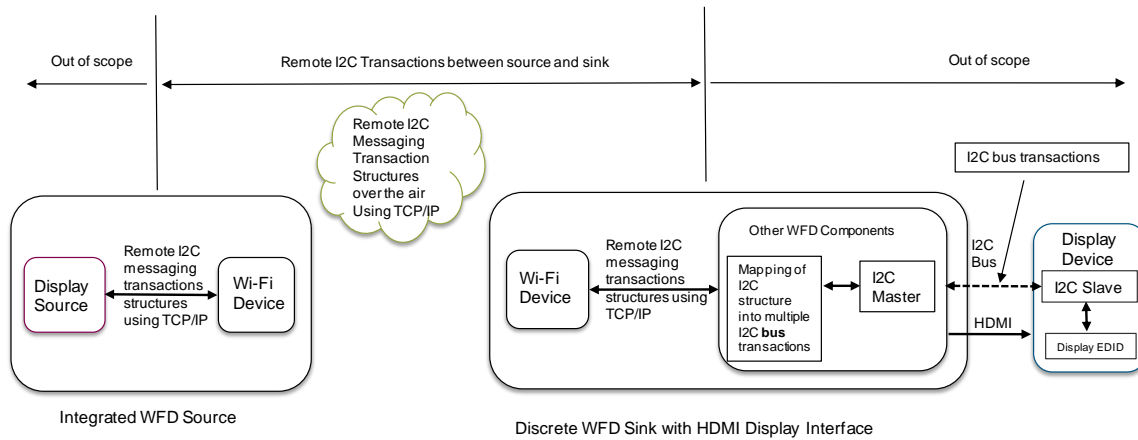 Out of scope
Remote I2C Transactions between source and sink
Out of scope
Remote I2C
Messaging
Transaction
Structures
over the air
Using TCP/IP
I2C bus transactions
Display
Source
Remote I2C
messaging
transactions
structures
using TCP/IP
Wi-Fi
Device
Integrated WFD Source
Wi-Fi
Device
Remote I2C
messaging
transactions
structures using
TCP/IP
Other WFD Components
Mapping of
I2C
structure
into multiple
I2C bus
transactions
I2C
Master
I2C
Bus
HDMI
Display
Device
I2C Slave
Display EDID
Discrete WFD Sink with HDMI Display Interface